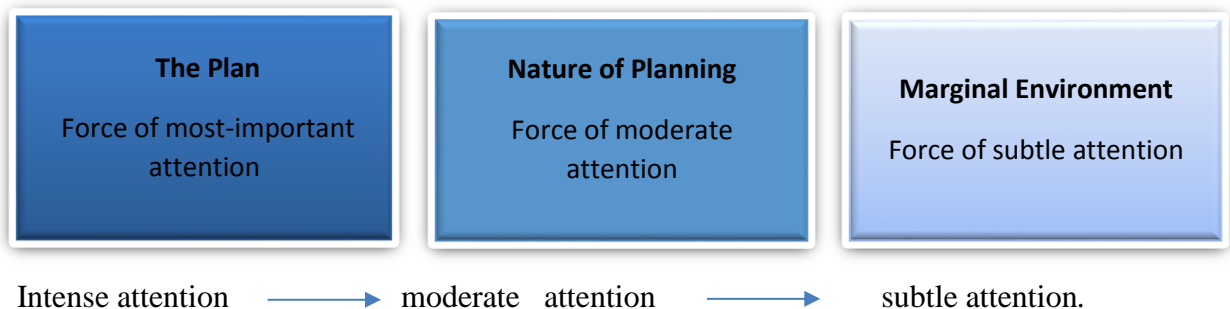 The Plan
Force of most-important
attention
Nature of Planning
Force of moderate
attention
Marginal Environment
Force of subtle attention
Intense attention moderate attention subtle attention.